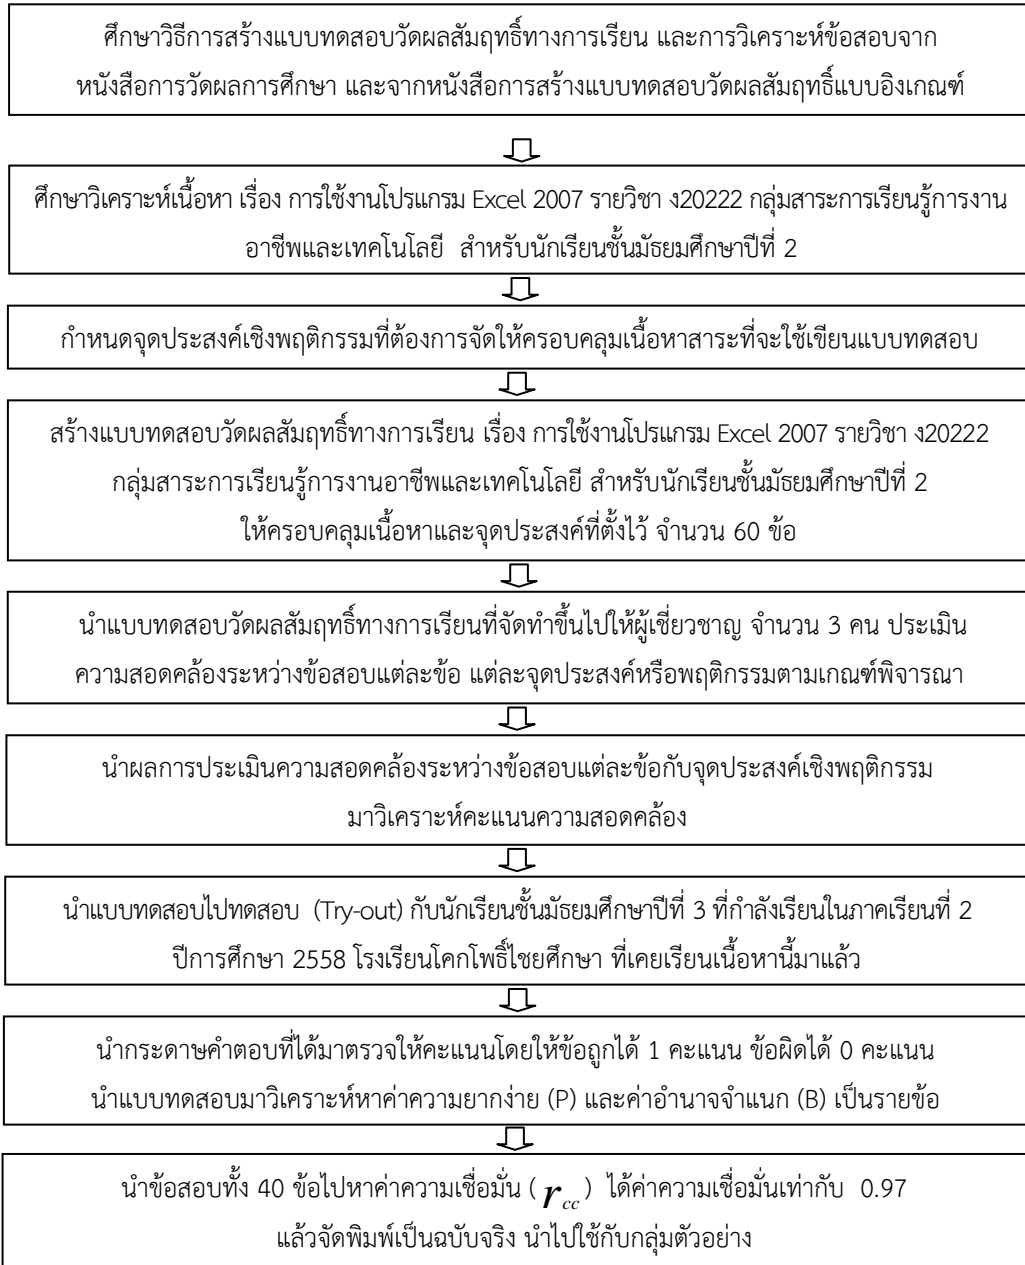 ศึกษาวิธีการสร้างแบบทดสอบวัดผลสัมฤทธิ์ทางการเรียน และการวิเคราะห์ข้อสอบจาก
หนังสือการวัดผลการศึกษา และจากหนังสือการสร้างแบบทดสอบวัดผลสัมฤทธิ์แบบอิงเกณฑ์
ศึกษาวิเคราะห์เนื้อหา เรื่อง การใช้งานโปรแกรม Excel 2007 รายวิชา ง20222 กลุ่มสาระการเรียนรู้การงาน
อาชีพและเทคโนโลยี สำหรับนักเรียนชั้นมัธยมศึกษาปีที่ 2
กำหนดจุดประสงค์เชิงพฤติกรรมที่ต้องการจัดให้ครอบคลุมเนื้อหาสาระที่จะใช้เขียนแบบทดสอบ
สร้างแบบทดสอบวัดผลสัมฤทธิ์ทางการเรียน เรื่อง การใช้งานโปรแกรม Excel 2007 รายวิชา ง20222
กลุ่มสาระการเรียนรู้การงานอาชีพและเทคโนโลยี สำหรับนักเรียนชั้นมัธยมศึกษาปีที่ 2
ให้ครอบคลุมเนื้อหาและจุดประสงค์ที่ตั้งไว้ จำนวน 60 ข้อ
นำแบบทดสอบวัดผลสัมฤทธิ์ทางการเรียนที่จัดทำขึ้นไปให้ผู้เชี่ยวชาญ จำนวน 3 คน ประเมิน
ความสอดคล้องระหว่างข้อสอบแต่ละข้อ แต่ละจุดประสงค์หรือพฤติกรรมตามเกณฑ์พิจารณา
นำผลการประเมินความสอดคล้องระหว่างข้อสอบแต่ละข้อกับจุดประสงค์เชิงพฤติกรรม
มาวิเคราะห์คะแนนความสอดคล้อง
นำแบบทดสอบไปทดสอบ (Try-out) กับนักเรียนชั้นมัธยมศึกษาปีที่ 3 ที่กำลังเรียนในภาคเรียนที่ 2
ปีการศึกษา 2558 โรงเรียนโคกโพธิ์ไชยศึกษา ที่เคยเรียนเนื้อหานี้มาแล้ว
นำกระดาษคำตอบที่ได้มาตรวจให้คะแนนโดยให้ข้อถูกได้ 1 คะแนน ข้อผิดได้ 0 คะแนน
นำแบบทดสอบมาวิเคราะห์หาค่าความยากง่าย (P) และค่าอำนาจจำแนก (B) เป็นรายข้อ
นำข้อสอบทั้ง 40 ข้อไปหาค่าความเชื่อมั่น (r_cc) ได้ค่าความเชื่อมั่นเท่ากับ 0.97
แล้วจัดพิมพ์เป็นฉบับจริง นำไปใช้กับกลุ่มตัวอย่าง